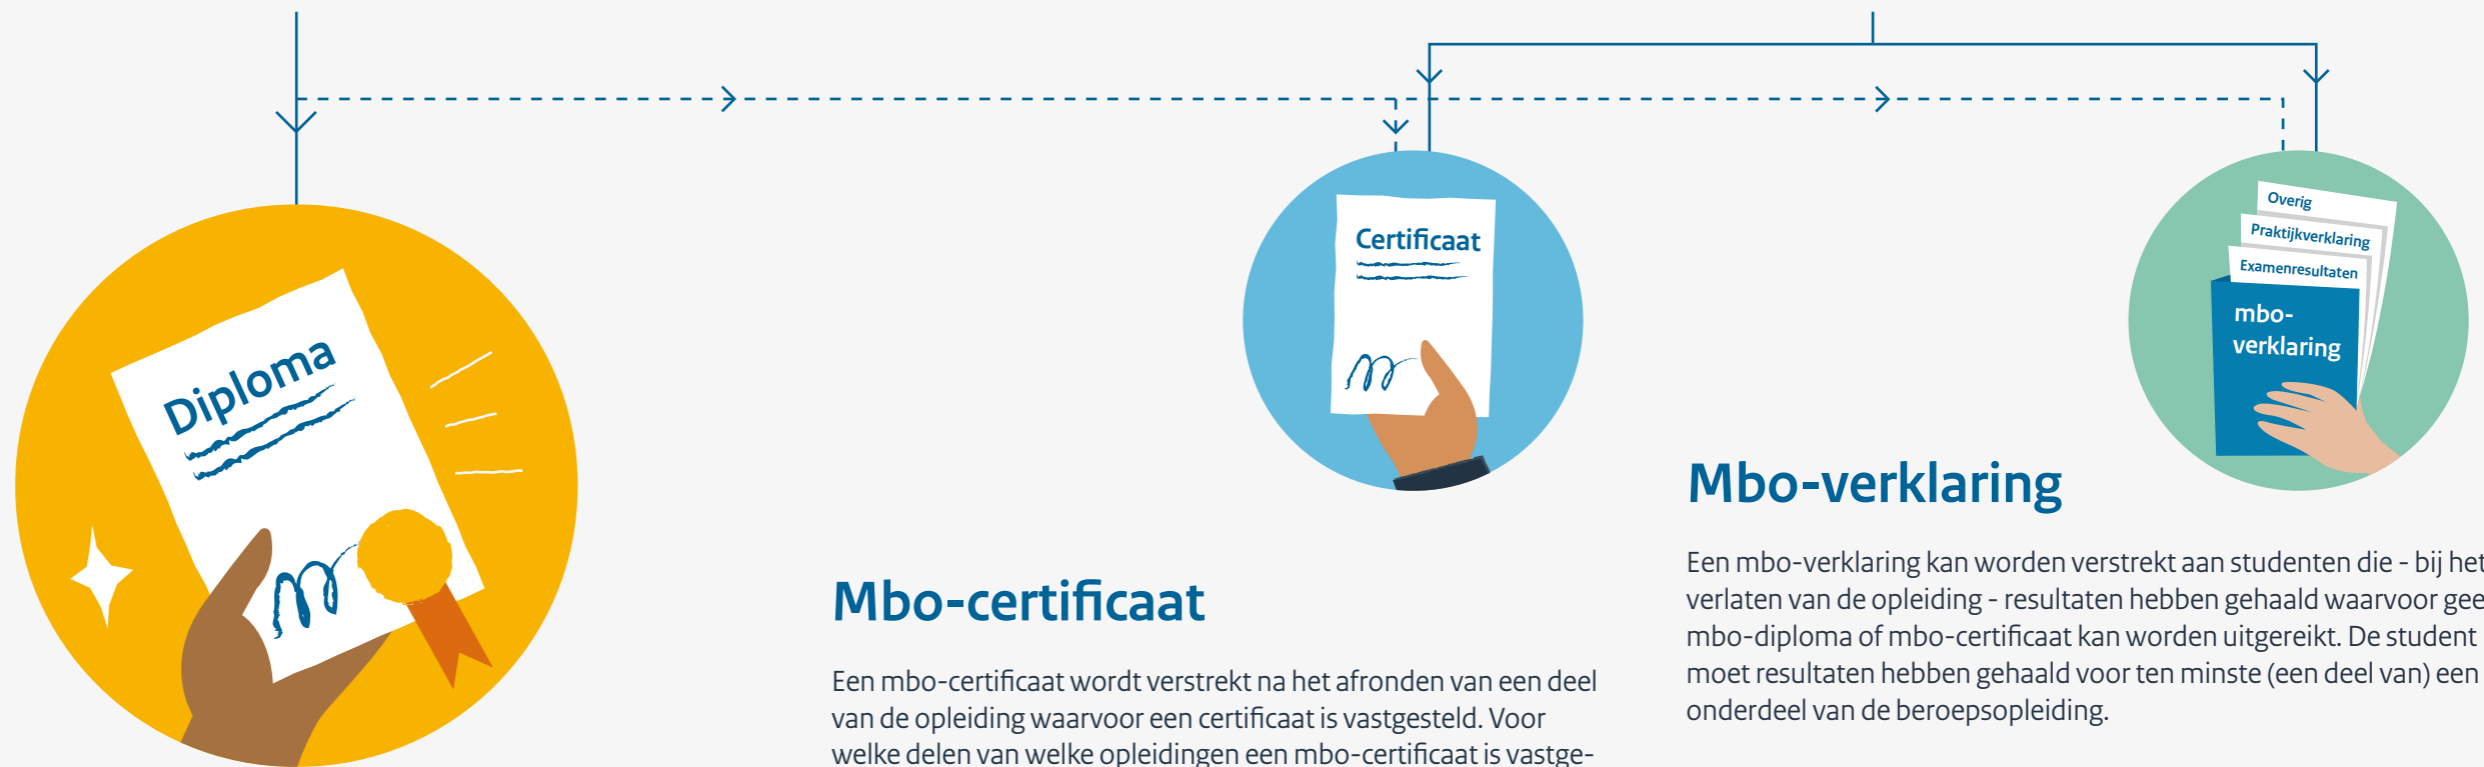 Diploma
Certificaat
Overig
Praktijkverklaring
Examenresultaten
mbo-
verklaring
Mbo-certificaat
Een mbo-certificaat wordt verstrekt na het afronden van een deel
van de opleiding waarvoor een certificaat is vastgesteld. Voor
welke delen van welke opleidingen een mbo-certificaat is vastge-
Mbo-verklaring
Een mbo-verklaring kan worden verstrekt aan studenten die - bij het
verlaten van de opleiding - resultaten hebben gehaald waarvoor gee
mbo-diploma of mbo-certificaat kan worden uitgereikt. De student
moet resultaten hebben gehaald voor ten minste (een deel van) een
onderdeel van de beroepsopleiding.